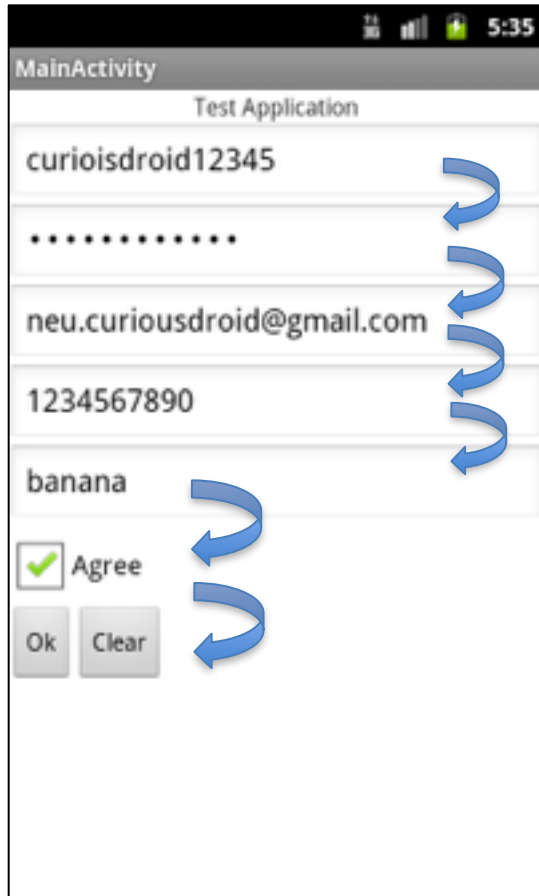 5:35
MainActivity
Test Application
curioisdroid12345
••••••••••••
neu.curiousdroid@gmail.com
1234567890
banana
Agree
Ok Clear